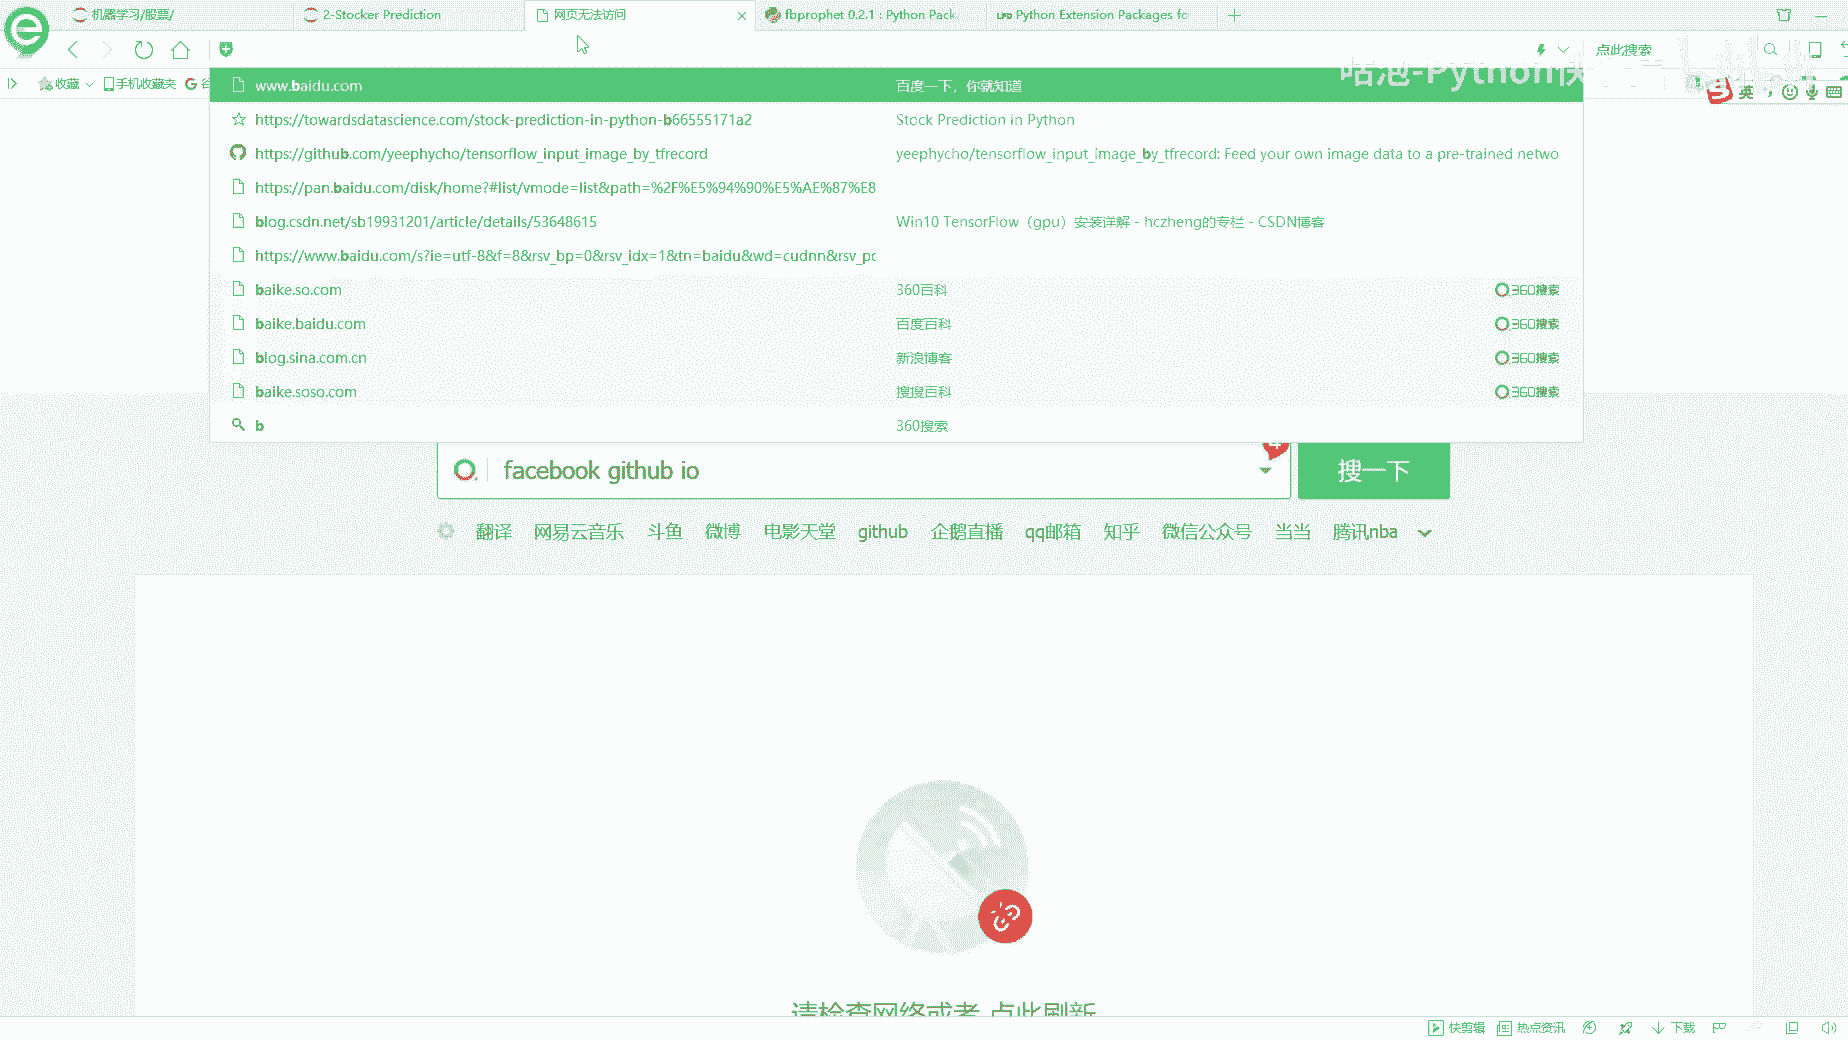 机器学习/股票/
2-Stocker Prediction
网页无法访问
fbprophet 0.2.1 : Python Pack
Python Extension Packages fo
点此搜索
收藏
手机收藏夹
www.baidu.com 百度一下，你就知道
英
https://towardsdatascience.com/stock-prediction-in-python-b66555171a2 Stock Prediction in Python
https://github.com/yeephycho/tensorflow_input_image_by_tfrecord yeephycho/tensorflow_input_image_by_tfrecord: Feed your own image data to a pre-trained netwo
https://pan.baidu.com/disk/home?#list/vmode=list&path=%2F%E5%94%90%E5%AE%87%E8
blog.csdn.net/sb19931201/article/details/53648615 Win10 TensorFlow（gpu）安装详解 - hczheng的专栏 - CSDN博客
https://www.baidu.com/s?ie=utf-8&f=8&rsv_bp=0&rsv_idx=1&tn=baidu&wd=cudnn&rsv_pc
baike.so.com 360百科 360搜索
baike.baidu.com 百度百科 360搜索
blog.sina.com.cn 新浪博客 360搜索
baike.soso.com 搜搜百科 360搜索
b 360搜索
facebook github io 搜一下
翻译 网易云音乐 斗鱼 微博 电影天堂 github 企鹅直播 qq邮箱 知乎 微信公众号 当当 腾讯nba
请检查网络或者 点此刷新
快剪辑 热点资讯 下载